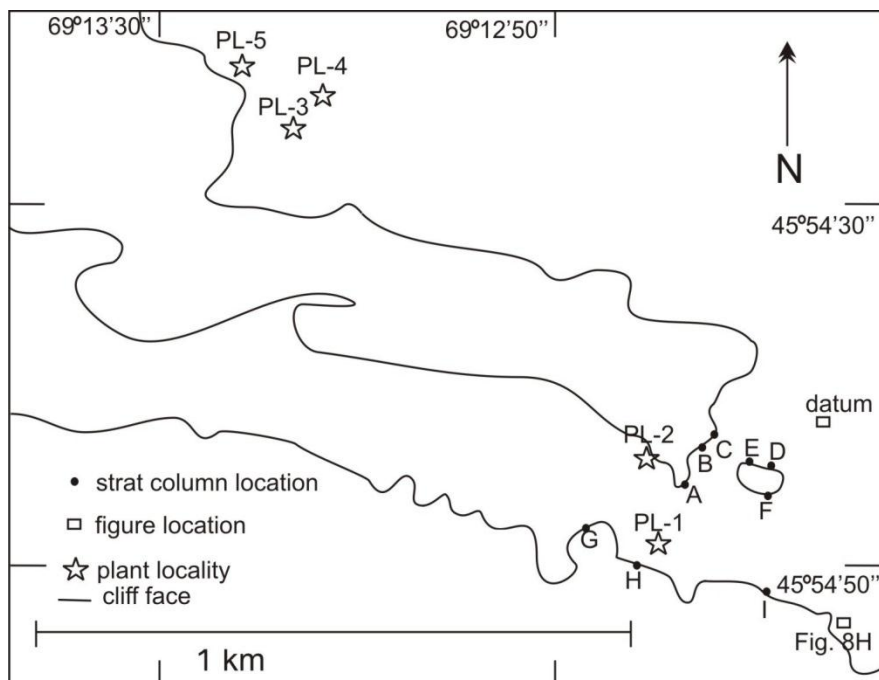 69º13'30"
69º12'50"
PL-5
PL-4
PL-3
N
45º54'30"
datum
PL-2
C
B
E
D
A
F
strat column location
figure location
PL-1
G
plant locality
H
45º54'50"
cliff face
I
Fig. 8H
1 km